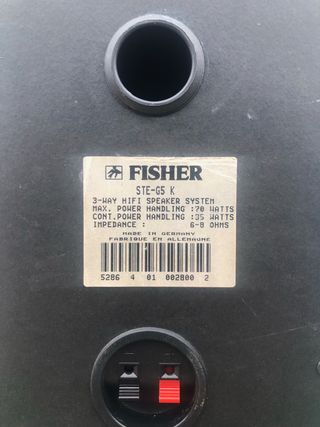 FISHER
STE-G5 K
3-WAY HIFI SPEAKER SYSTEM
MAX. POWER HANDLING :70 WATTS
CONT.POWER HANDLING :35 WATTS
IMPEDANCE : 6-8 OHMS
MADE IN GERMANY
FABRIQUE EN ALLEMAGNE
5286 4 01 002800 2